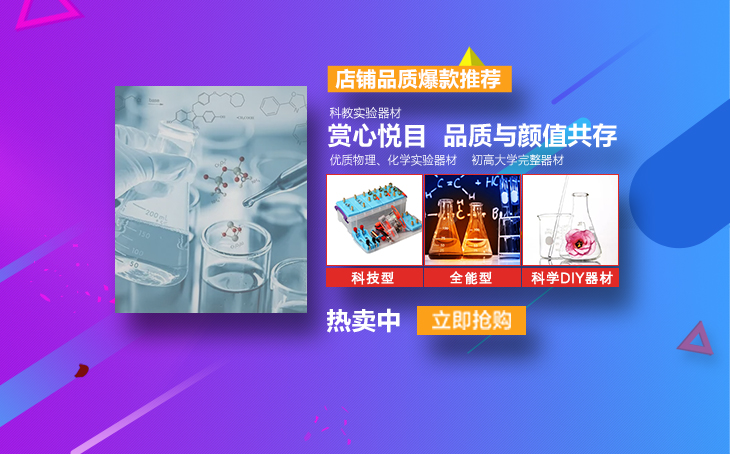 店铺品质爆款推荐
科教实验器材
赏心悦目 品质与颜值共存
优质物理、化学实验器材 初高大学完整器材
科技型 全能型 科学DIY器材
热卖中 立即抢购